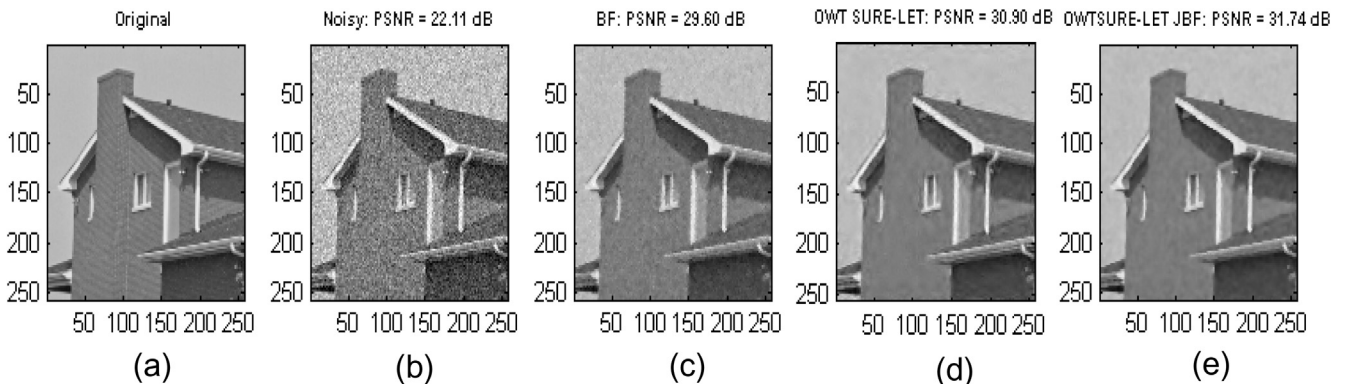 Original
Noisy: PSNR = 22.11 dB
BF: PSNR = 29.60 dB
OWT SURE-LET: PSNR = 30.90 dB
OWTSURE-LET JBF: PSNR = 31.74 dB
50
100
150
200
250
50 100 150 200 250
50
100
150
200
250
50 100 150 200 250
50
100
150
200
250
50 100 150 200 250
50
100
150
200
250
50 100 150 200 250
50
100
150
200
250
50 100 150 200 250
(a)
(b)
(c)
(d)
(e)